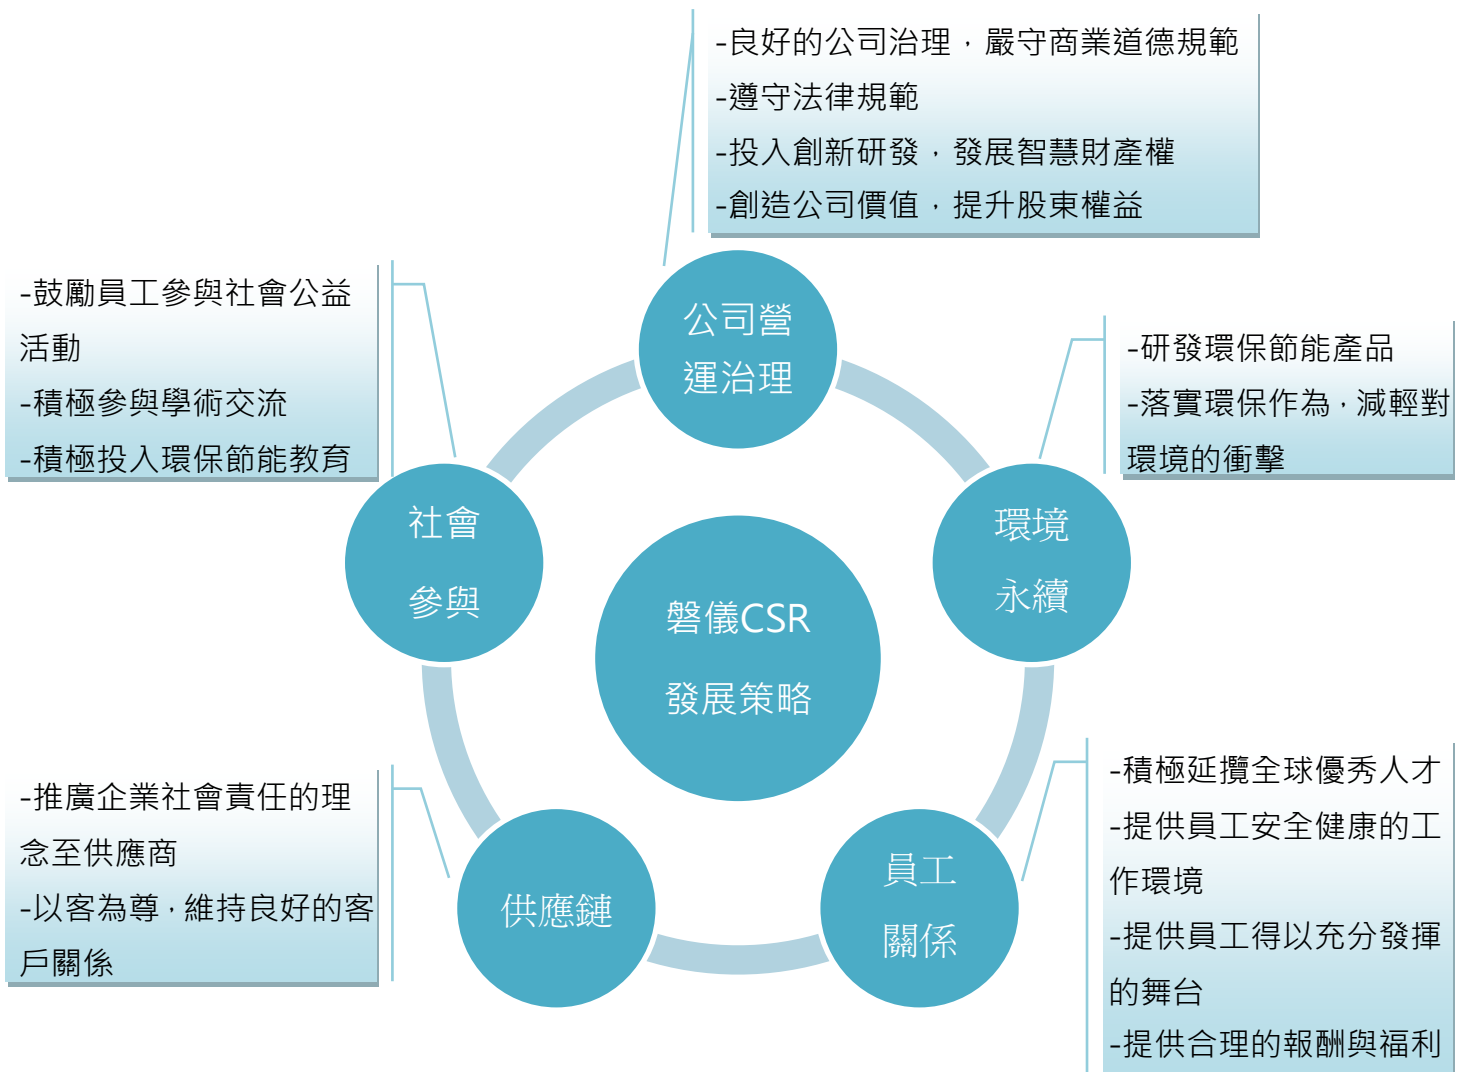 -良好的公司治理，嚴守商業道德規範
-遵守法律規範
-投入創新研發，發展智慧財產權
-創造公司價值，提升股東權益
公司營
運治理
-鼓勵員工參與社會公益
活動
-積極參與學術交流
-積極投入環保節能教育
社會
參與
-研發環保節能產品
-落實環保作為，減輕對
環境的衝擊
環境
永續
磐儀CSR
發展策略
-推廣企業社會責任的理
念至供應商
-以客為尊，維持良好的客
戶關係
供應鏈
員工
關係
-積極延攬全球優秀人才
-提供員工安全健康的工
作環境
-提供員工得以充分發揮
的舞台
-提供合理的報酬與福利